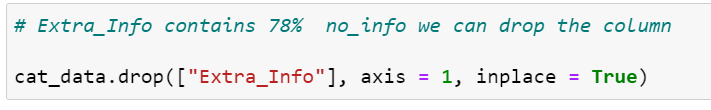 # Extra_Info contains 78%  no_info we can drop the column
cat_data.drop(["Extra_Info"], axis = 1, inplace = True)